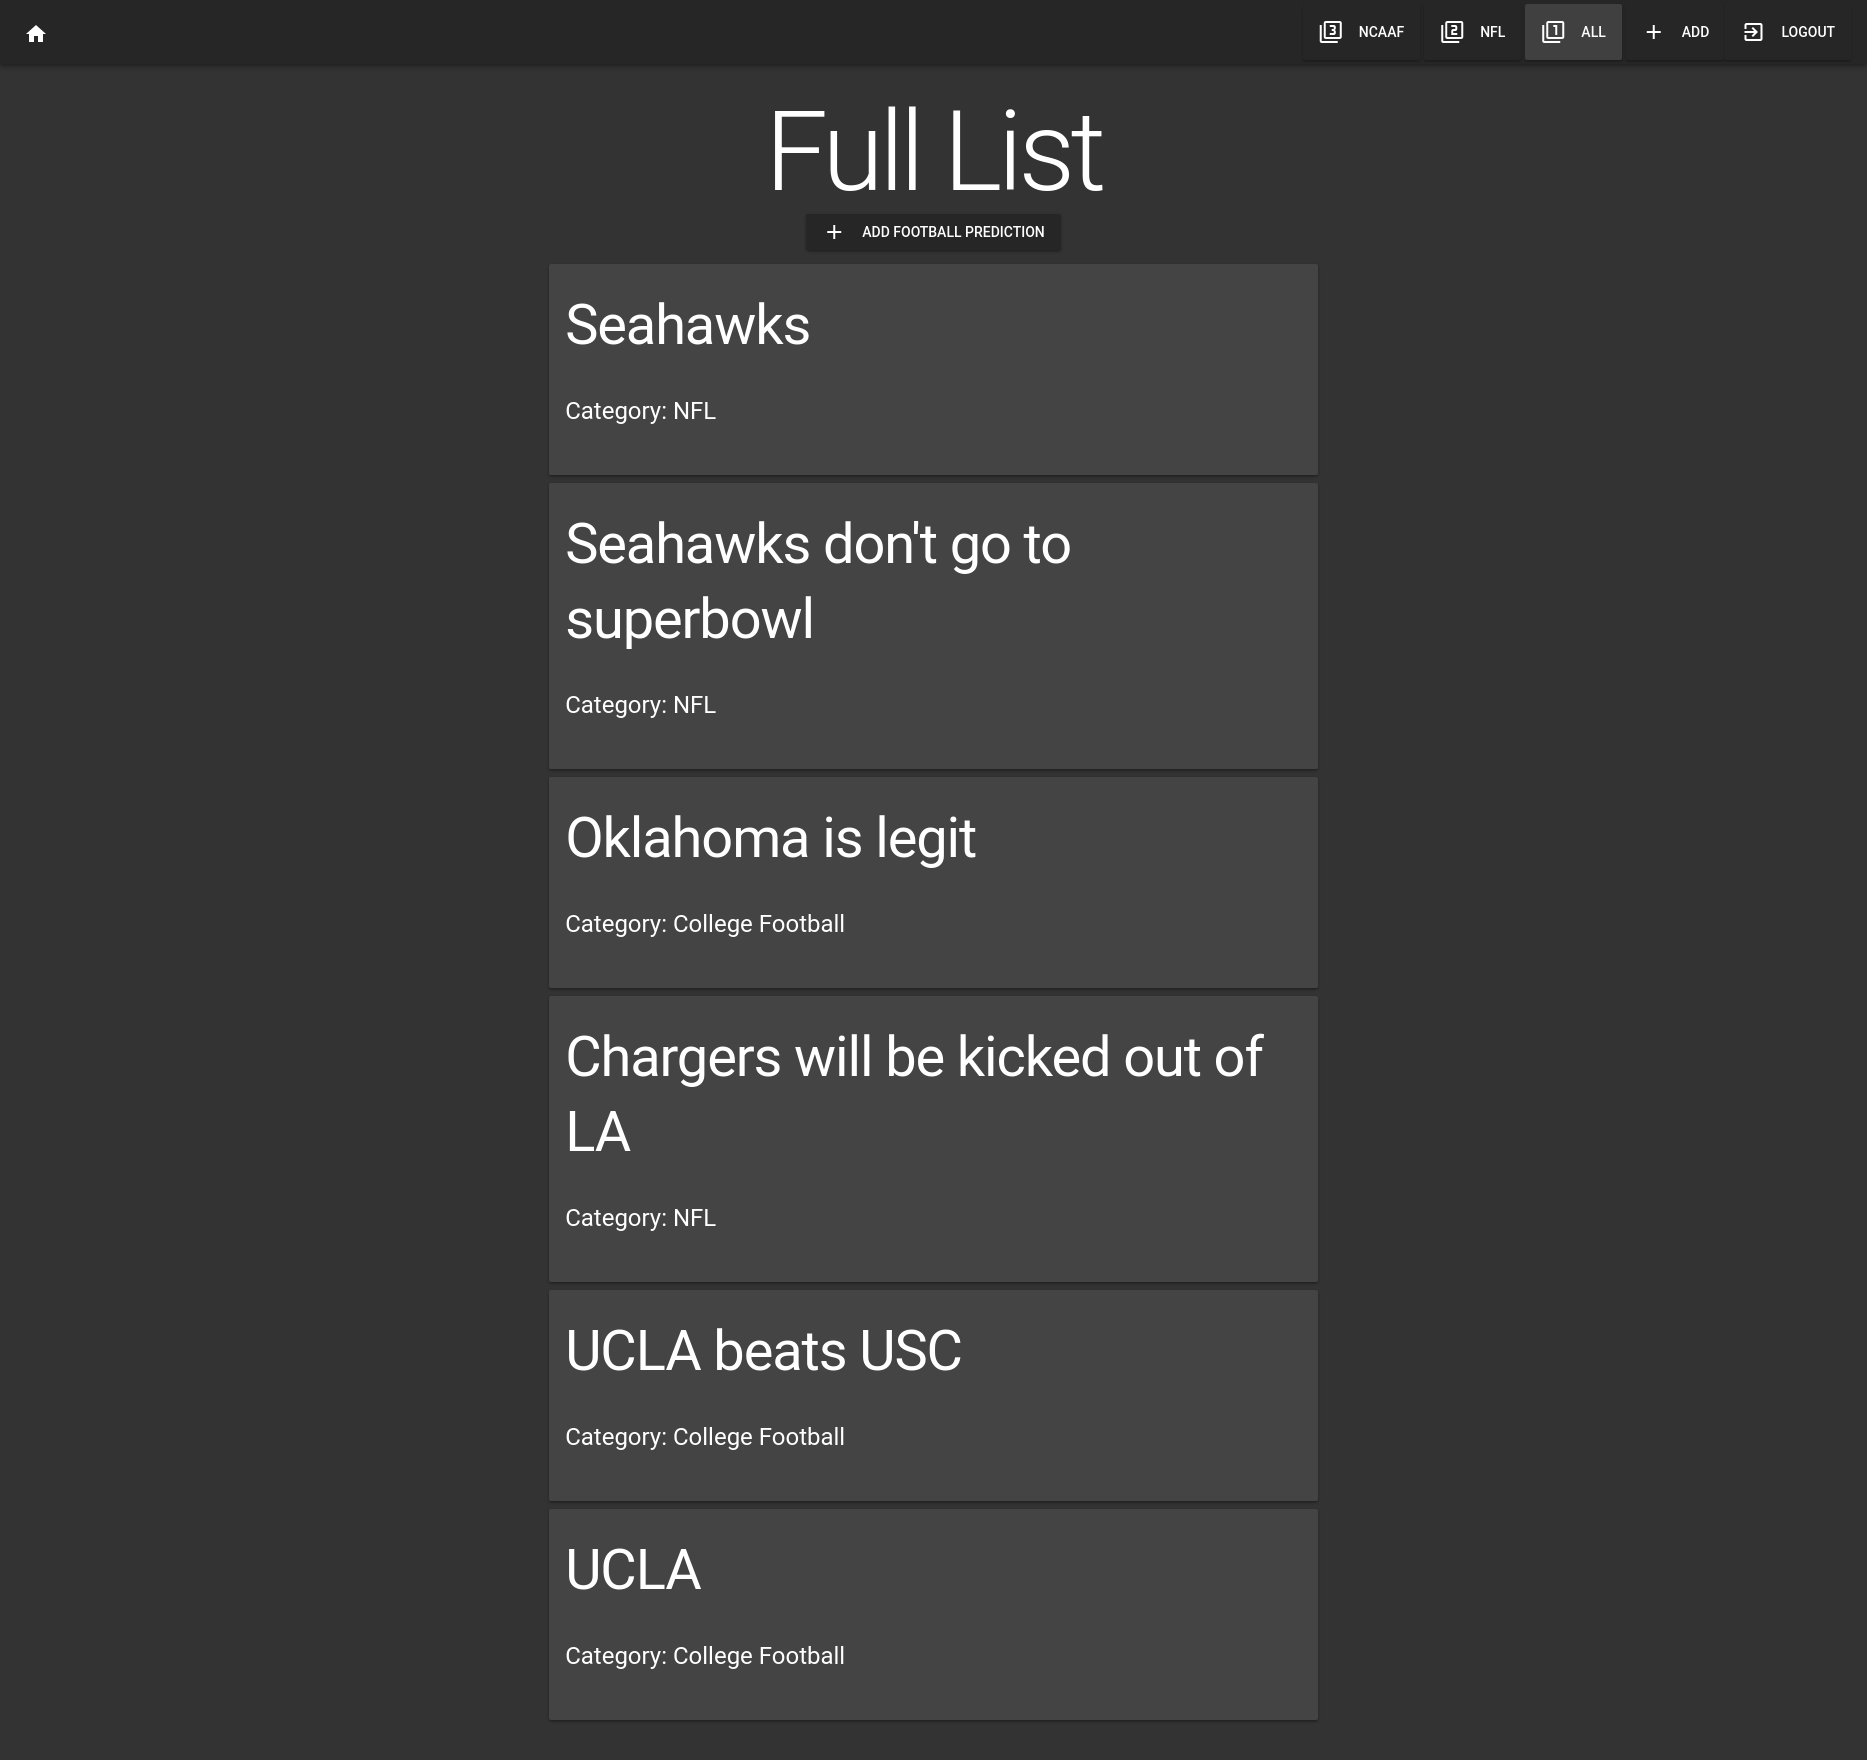 3 NCAAF 2 NFL 1 ALL ADD LOGOUT
Full List
ADD FOOTBALL PREDICTION
Seahawks
Category: NFL
Seahawks don't go to
superbowl
Category: NFL
Oklahoma is legit
Category: College Football
Chargers will be kicked out of
LA
Category: NFL
UCLA beats USC
Category: College Football
UCLA
Category: College Football